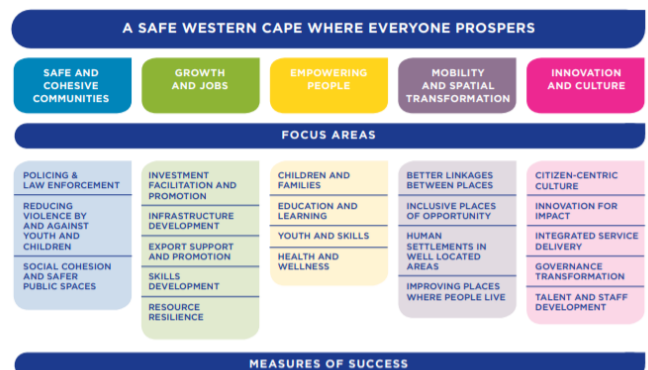 A SAFE WESTERN CAPE WHERE EVERYONE PROSPERS
SAFE AND
COHESIVE
COMMUNITIES
GROWTH
AND JOBS
EMPOWERING
PEOPLE
MOBILITY
AND SPATIAL
TRANSFORMATION
INNOVATION
AND CULTURE
FOCUS AREAS
POLICING &
LAW ENFORCEMENT
REDUCING
VIOLENCE BY
AND AGAINST
YOUTH AND
CHILDREN
SOCIAL COHESION
AND SAFER
PUBLIC SPACES
INVESTMENT
FACILITATION AND
PROMOTION
INFRASTRUCTURE
DEVELOPMENT
EXPORT SUPPORT
AND PROMOTION
SKILLS
DEVELOPMENT
RESOURCE
RESILIENCE
CHILDREN AND
FAMILIES
EDUCATION AND
LEARNING
YOUTH AND SKILLS
HEALTH AND
WELLNESS
BETTER LINKAGES
BETWEEN PLACES
INCLUSIVE PLACES
OF OPPORTUNITY
HUMAN
SETTLEMENTS IN
WELL LOCATED
AREAS
IMPROVING PLACES
WHERE PEOPLE LIVE
CITIZEN-CENTRIC
CULTURE
INNOVATION FOR
IMPACT
INTEGRATED SERVICE
DELIVERY
GOVERNANCE
TRANSFORMATION
TALENT AND STAFF
DEVELOPMENT
MEASURES OF SUCCESS